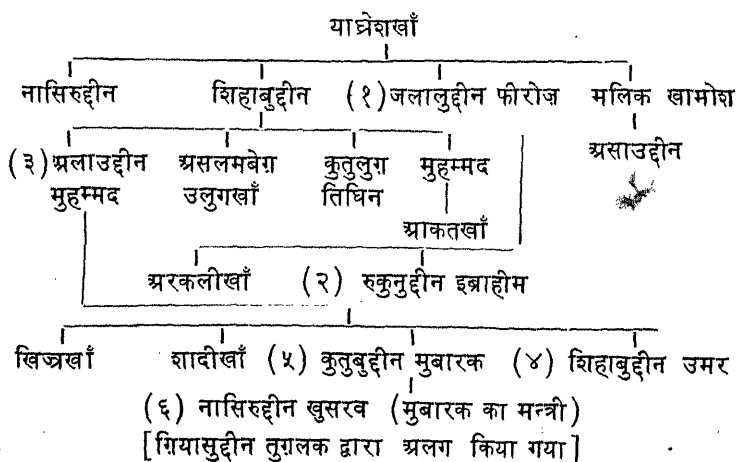 याघ्रेशखाँ
नासिरुद्दीन शिहाबुद्दीन (१) जलालुद्दीन फीरोज़ मलिक खामोश
(३) अलाउद्दीन असलमबेग़ कुतुलुग़ मुहम्मद असाउद्दीन
मुहम्मद उलुगखाँ तिघिन
आकतखाँ
अरकलीखाँ (२) रुकुनुद्दीन इब्राहीम
खिज्रखाँ शादीखाँ (५) कुतुबुद्दीन मुबारक (४) शिहाबुद्दीन उमर
(६) नासिरुद्दीन खुसरव (मुबारक का मन्त्री)
[ग़ियासुद्दीन तुग़लक द्वारा अलग किया गया]